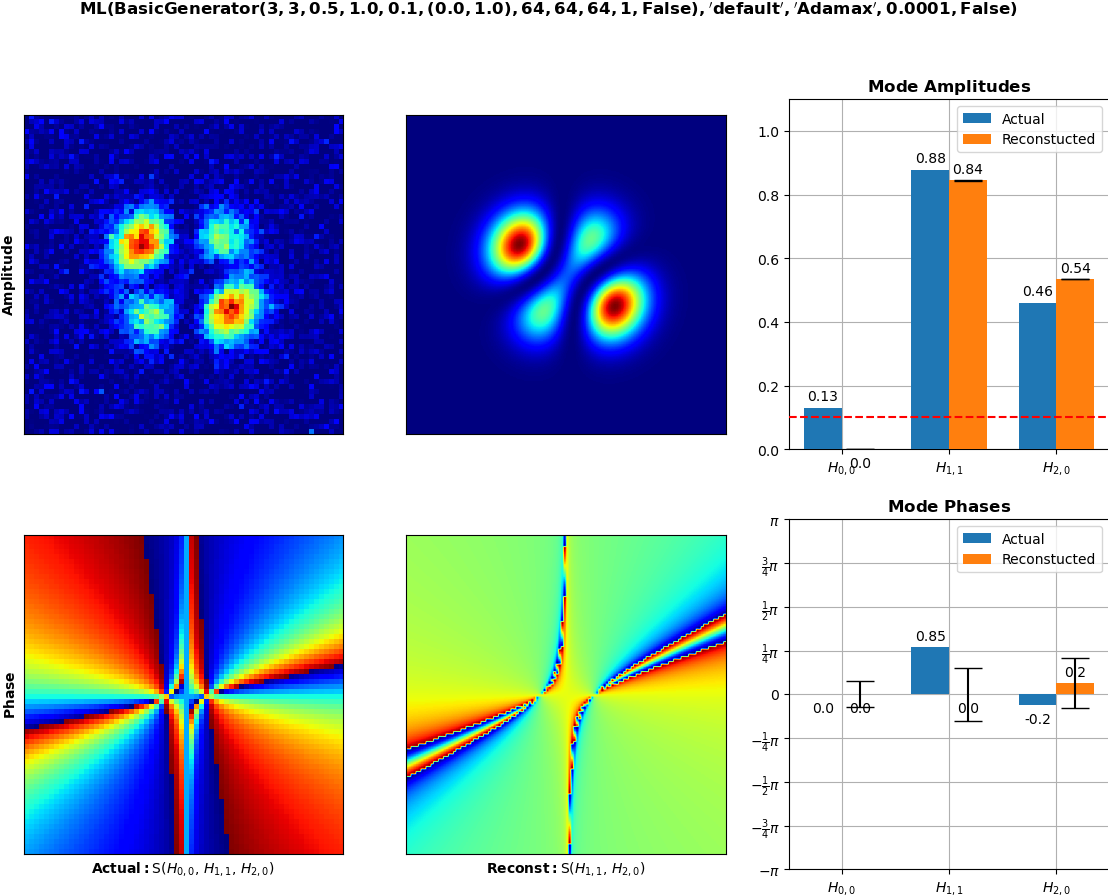 ML(BasicGenerator(3, 3, 0.5, 1.0, 0.1, (0.0, 1.0), 64, 64, 64, 1, False), ′default′, ′Adamax′, 0.0001, False)
Amplitude
Mode Amplitudes
Actual
Reconstucted
1.0
0.8
0.6
0.4
0.2
0.0
0.13
0.0
0.88
0.84
0.46
0.54
H0,0
H1,1
H2,0
Phase
Actual: S(H0,0, H1,1, H2,0)
Reconst: S(H1,1, H2,0)
Mode Phases
Actual
Reconstucted
π
3/4π
1/2π
1/4π
0
−1/4π
−1/2π
−3/4π
−π
0.0
0.0
0.85
0.0
-0.2
0.2
H0,0
H1,1
H2,0